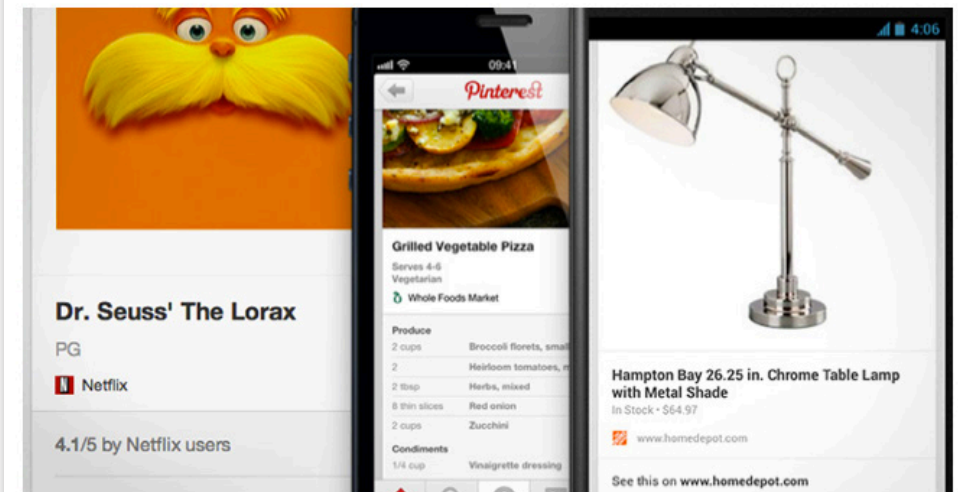 Dr. Seuss' The Lorax
PG
N Netflix
4.1/5 by Netflix users
09:41
Pinterest
Grilled Vegetable Pizza
Serves 4-6
Vegetarian
Whole Foods Market
Produce
2 cups Broccoli florets, small
2 Heirloom tomatoes, m
2 tbsp Herbs, mixed
8 thin slices Red onion
2 cups Zucchini
Condiments
1/4 cup Vinaigrette dressing
4:06
Hampton Bay 26.25 in. Chrome Table Lamp
with Metal Shade
In Stock • $64.97
www.homedepot.com
See this on www.homedepot.com